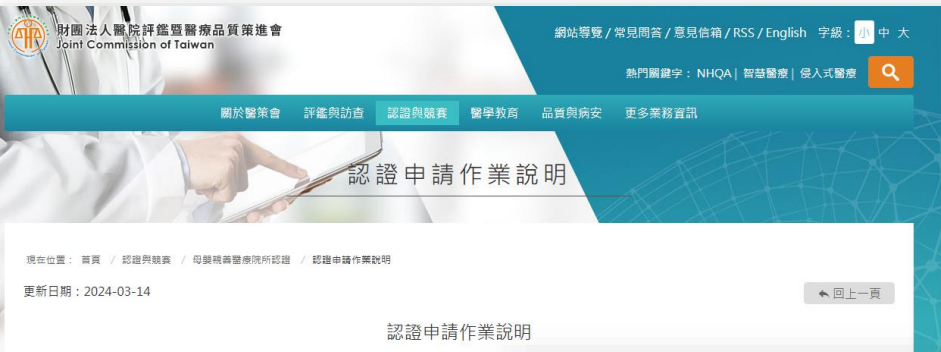 財團法人醫院評鑑暨醫療品質策進會
Joint Commission of Taiwan
網站導覽 / 常見問答 / 意見信箱 / RSS / English 字級：小 中 大
熱門關鍵字： NHQA | 智慧醫療 | 侵入式醫療
關於醫策會 評鑑與訪查 認證與競賽 醫學教育 品質與病安 更多業務資訊
認證申請作業說明
現在位置： 首頁 / 認證與競賽 / 母嬰親善醫療院所認證 / 認證申請作業說明
更新日期：2024-03-14
回上一頁
認證申請作業說明